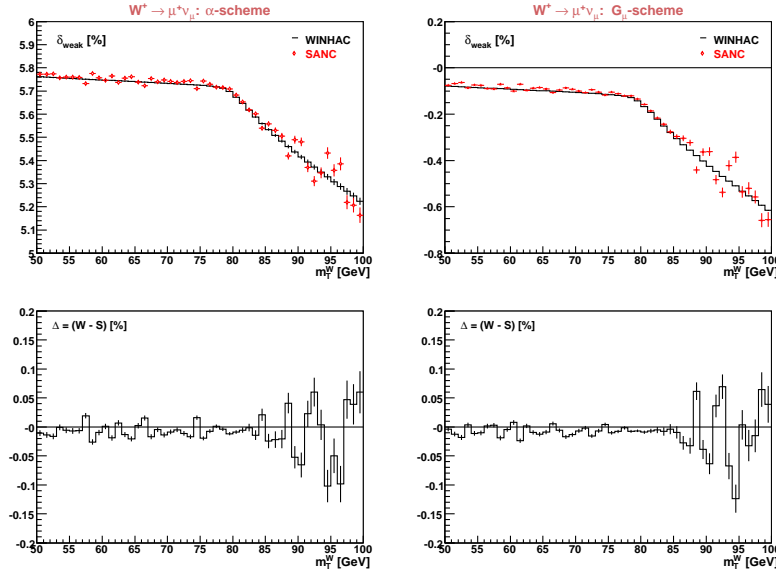 W⁺ → μ⁺ν_μ: α-scheme
δ_weak [%]
WINHAC
SANC
6
5.9
5.8
5.7
5.6
5.5
5.4
5.3
5.2
5.1
5
50 55 60 65 70 75 80 85 90 95 100
m_T^W [GeV]
W⁺ → μ⁺ν_μ: G_μ-scheme
δ_weak [%]
WINHAC
SANC
0.2
-0
-0.2
-0.4
-0.6
-0.8
50 55 60 65 70 75 80 85 90 95 100
m_T^W [GeV]
Δ = (W - S) [%]
0.2
0.15
0.1
0.05
-0
-0.05
-0.1
-0.15
-0.2
50 55 60 65 70 75 80 85 90 95 100
m_T^W [GeV]
Δ = (W - S) [%]
0.2
0.15
0.1
0.05
-0
-0.05
-0.1
-0.15
-0.2
50 55 60 65 70 75 80 85 90 95 100
m_T^W [GeV]